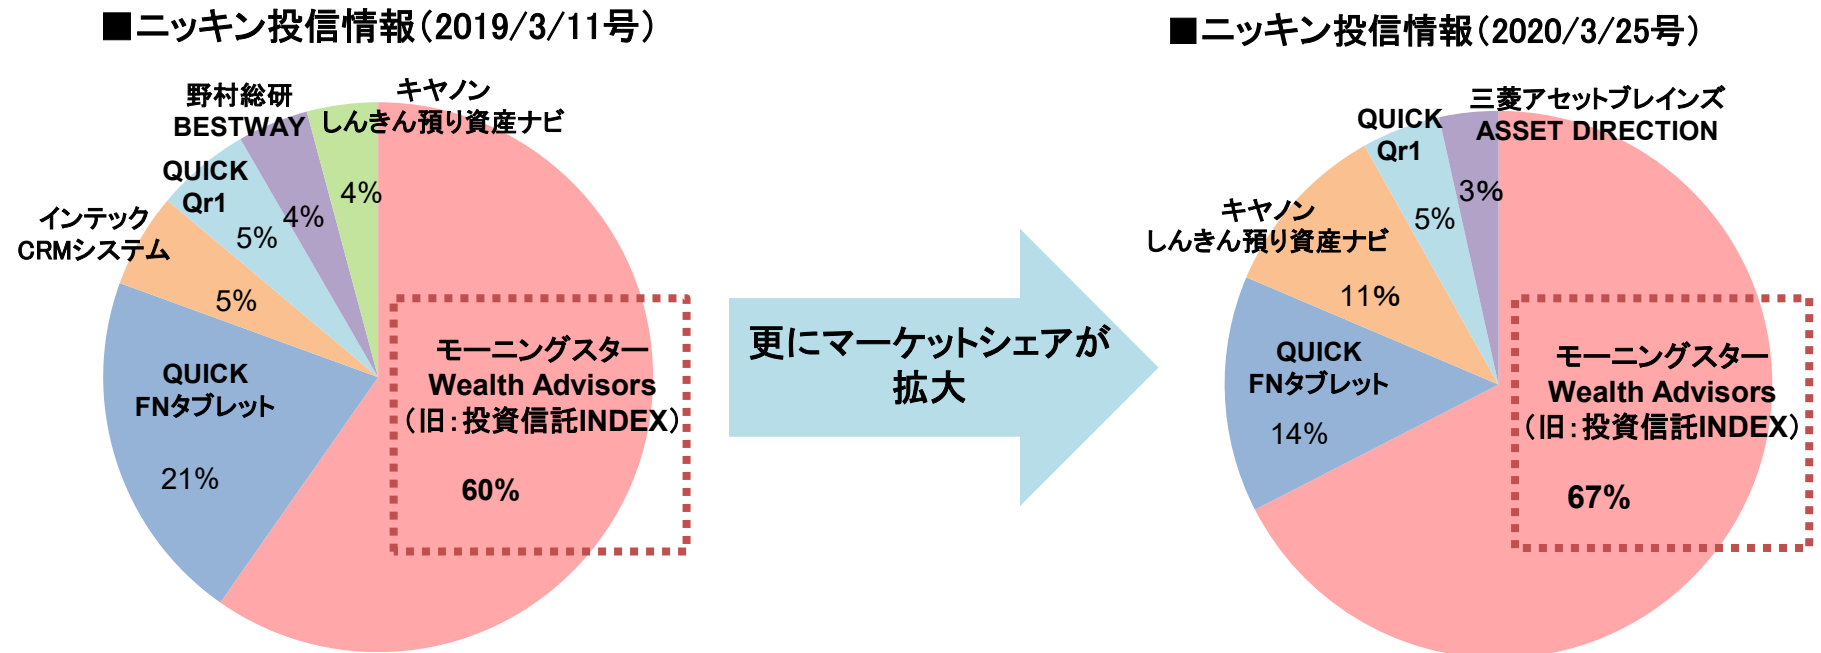 ■ニッキン投信情報（2019/3/11号）
キヤノン
しんきん預り資産ナビ
4%
野村総研
BESTWAY
4%
QUICK
Qr1
5%
インテック
CRMシステム
5%
QUICK
FNタブレット
21%
モーニングスター
Wealth Advisors
（旧：投資信託INDEX）
60%
更にマーケットシェアが
拡大
■ニッキン投信情報（2020/3/25号）
三菱アセットブレインズ
ASSET DIRECTION
3%
QUICK
Qr1
5%
キヤノン
しんきん預り資産ナビ
11%
QUICK
FNタブレット
14%
モーニングスター
Wealth Advisors
（旧：投資信託INDEX）
67%